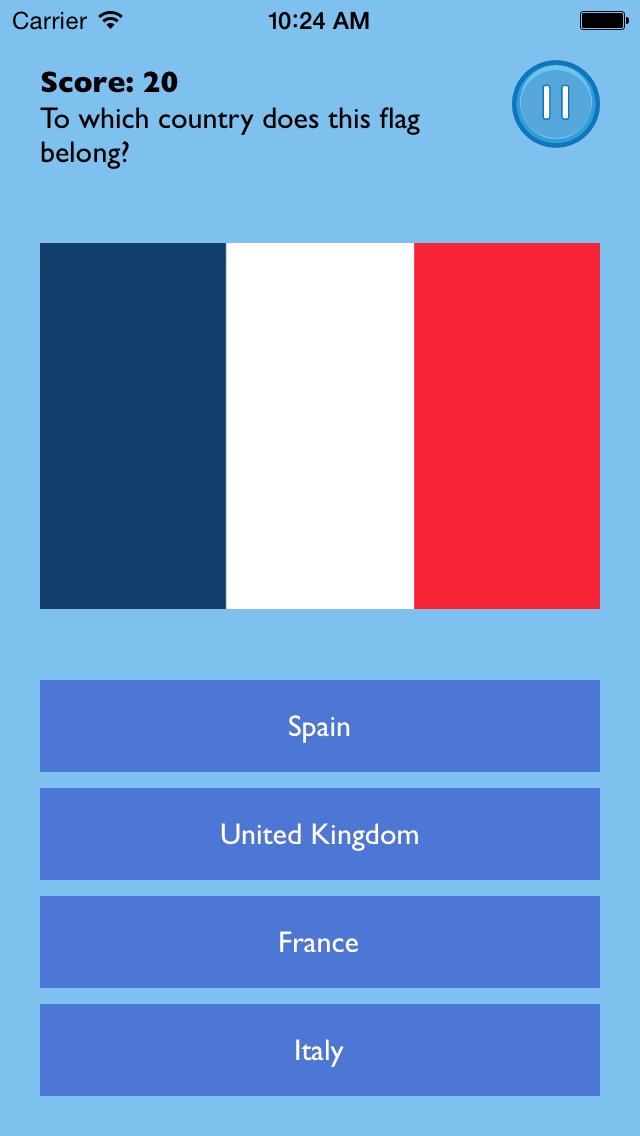 Carrier 10:24 AM
Score: 20
To which country does this flag
belong?
Spain
United Kingdom
France
Italy